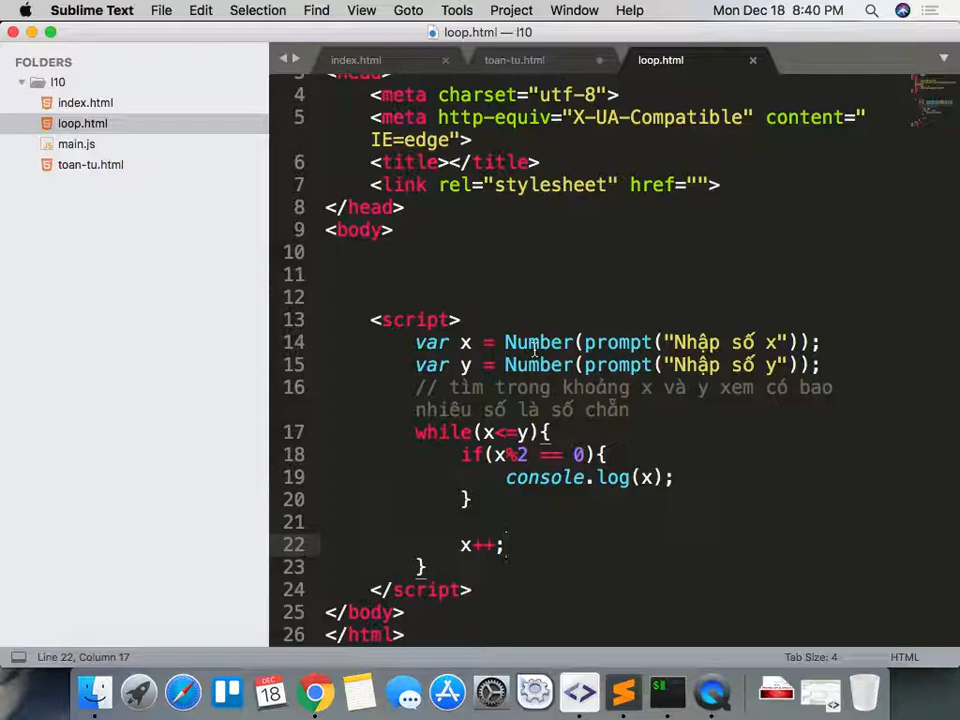 Sublime Text File Edit Selection Find View Goto Tools Project Window Help Mon Dec 18 8:40 PM
loop.html — l10
FOLDERS
l10
index.html
loop.html
main.js
toan-tu.html
index.html × toan-tu.html loop.html ×
<head>
4 <meta charset="utf-8">
5 <meta http-equiv="X-UA-Compatible" content="
IE=edge">
6 <title></title>
7 <link rel="stylesheet" href="">
8 </head>
9 <body>
10
11
12
13 <script>
14 var x = Number(prompt("Nhập số x"));
15 var y = Number(prompt("Nhập số y"));
16 // tìm trong khoảng x và y xem có bao
nhiêu số là số chẵn
17 while(x<=y){
18 if(x%2 == 0){
19 console.log(x);
20 }
21
22 x++;
23 }
24 </script>
25 </body>
26 </html>
Line 22, Column 17 Tab Size: 4 HTML
DEC
18